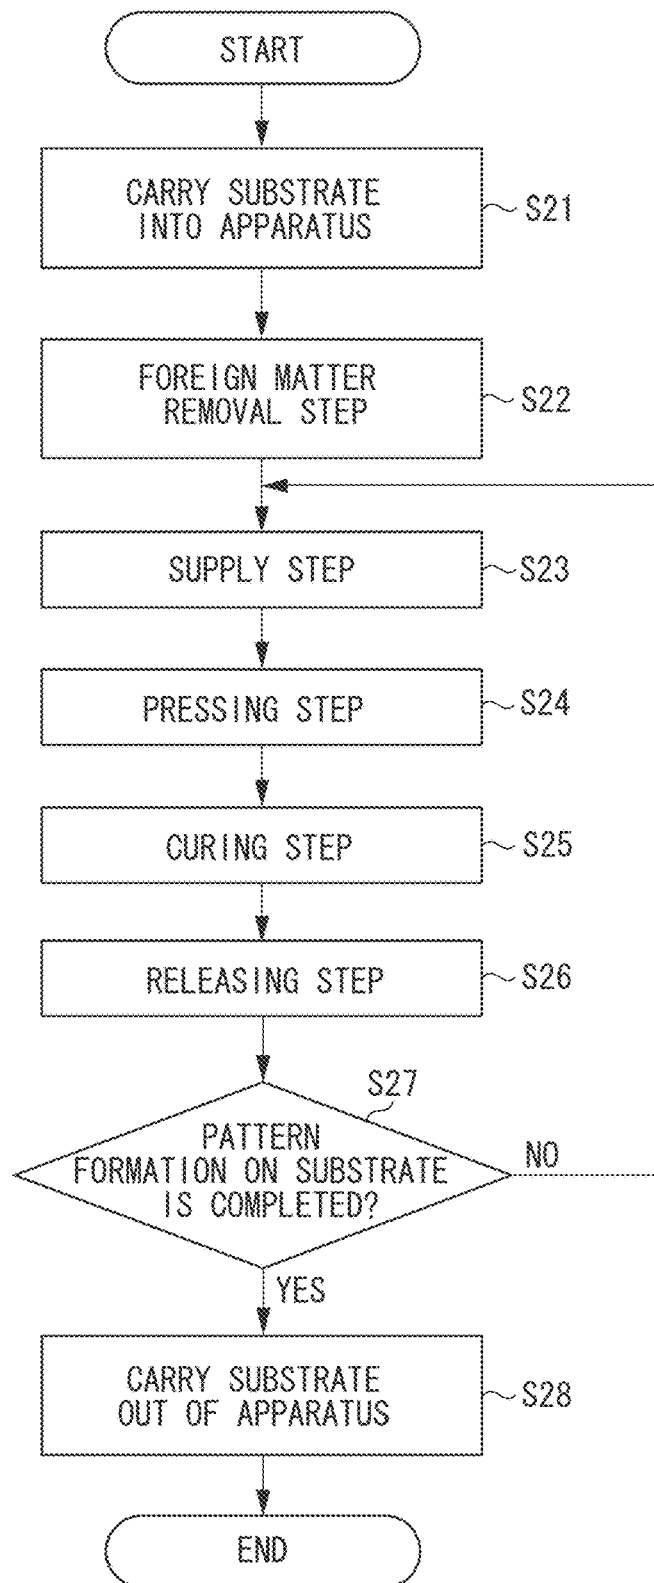 START
CARRY SUBSTRATE
INTO APPARATUS
S21
FOREIGN MATTER
REMOVAL STEP
S22
SUPPLY STEP
S23
PRESSING STEP
S24
CURING STEP
S25
RELEASING STEP
S26
S27
PATTERN
FORMATION ON SUBSTRATE
IS COMPLETED?
NO
YES
CARRY SUBSTRATE
OUT OF APPARATUS
S28
END